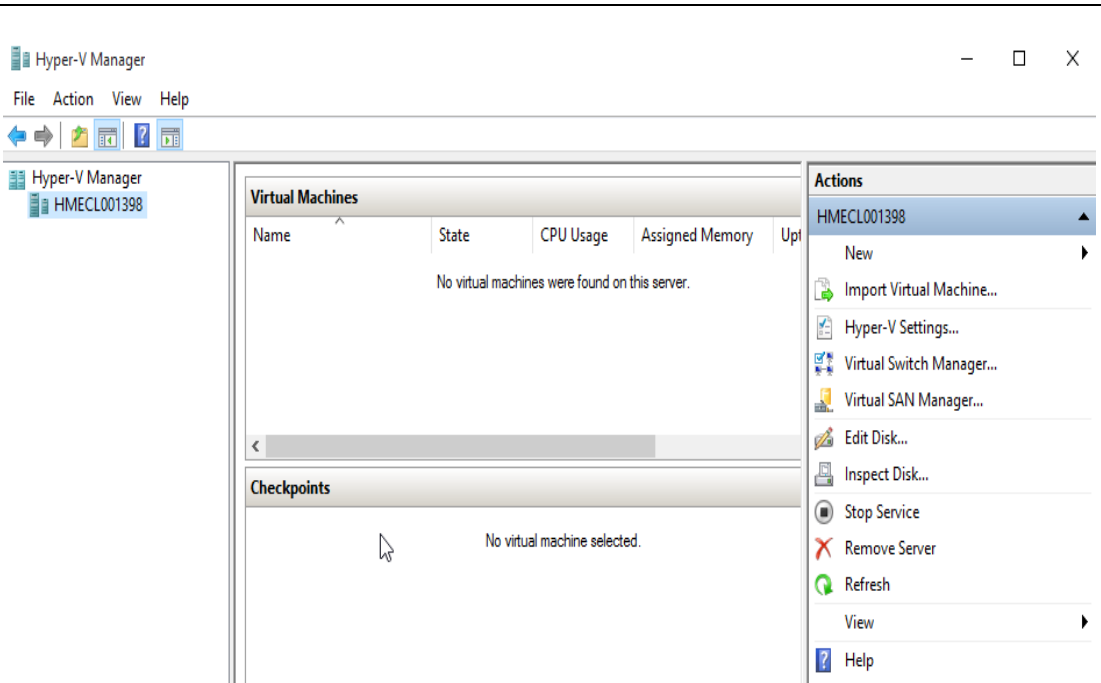 Hyper-V Manager
File Action View Help
Hyper-V Manager
HMECL001398
Virtual Machines
Name State CPU Usage Assigned Memory Upt
No virtual machines were found on this server.
Checkpoints
No virtual machine selected.
Actions
HMECL001398
New
Import Virtual Machine...
Hyper-V Settings...
Virtual Switch Manager...
Virtual SAN Manager...
Edit Disk...
Inspect Disk...
Stop Service
Remove Server
Refresh
View
Help